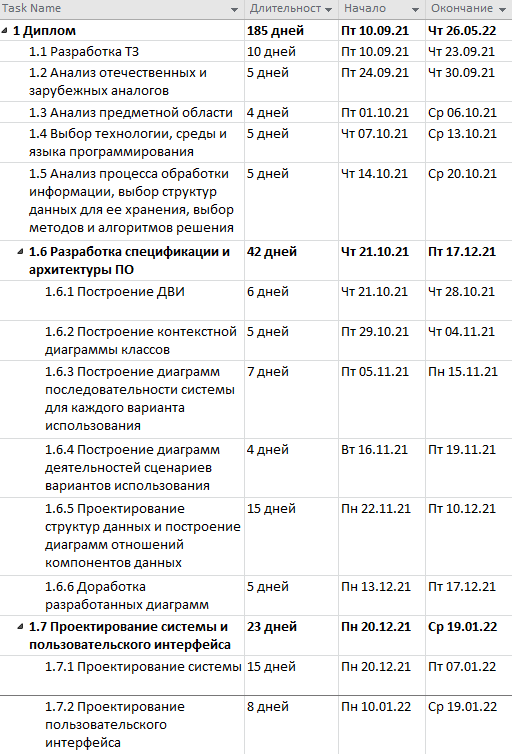 Task Name Длительност Начало Окончание
1 Диплом 185 дней Пт 10.09.21 Чт 26.05.22
1.1 Разработка ТЗ 10 дней Пт 10.09.21 Чт 23.09.21
1.2 Анализ отечественных и 5 дней Пт 24.09.21 Чт 30.09.21
зарубежных аналогов
1.3 Анализ предметной области 4 дней Пт 01.10.21 Ср 06.10.21
1.4 Выбор технологии, среды и 5 дней Чт 07.10.21 Ср 13.10.21
языка программирования
1.5 Анализ процесса обработки 5 дней Чт 14.10.21 Ср 20.10.21
информации, выбор структур
данных для ее хранения, выбор
методов и алгоритмов решения
1.6 Разработка спецификации и 42 дней Чт 21.10.21 Пт 17.12.21
архитектуры ПО
1.6.1 Построение ДВИ 6 дней Чт 21.10.21 Чт 28.10.21
1.6.2 Построение контекстной 5 дней Пт 29.10.21 Чт 04.11.21
диаграммы классов
1.6.3 Построение диаграмм 7 дней Пт 05.11.21 Пн 15.11.21
последовательности системы
для каждого варианта
использования
1.6.4 Построение диаграмм 4 дней Вт 16.11.21 Пт 19.11.21
деятельностей сценариев
вариантов использования
1.6.5 Проектирование 15 дней Пн 22.11.21 Пт 10.12.21
структур данных и построение
диаграмм отношений
компонентов данных
1.6.6 Доработка 5 дней Пн 13.12.21 Пт 17.12.21
разработанных диаграмм
1.7 Проектирование системы и 23 дней Пн 20.12.21 Ср 19.01.22
пользовательского интерфейса
1.7.1 Проектирование системы 15 дней Пн 20.12.21 Пт 07.01.22
1.7.2 Проектирование 8 дней Пн 10.01.22 Ср 19.01.22
пользовательского
интерфейса